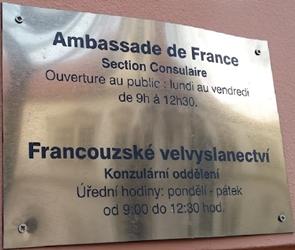 Ambassade de France
Section Consulaire
Ouverture au public : lundi au vendredi
de 9h à 12h30.
Francouzské velvyslanectví
Konzulární oddělení
Úřední hodiny: pondělí - pátek
od 9:00 do 12:30 hod.